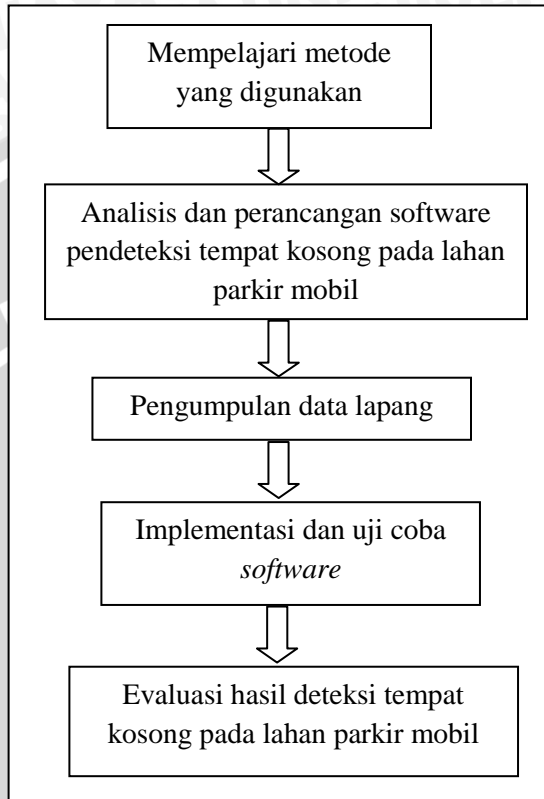 Mempelajari metode
yang digunakan
Analisis dan perancangan software
pendeteksi tempat kosong pada lahan
parkir mobil
Pengumpulan data lapang
Implementasi dan uji coba
software
Evaluasi hasil deteksi tempat
kosong pada lahan parkir mobil